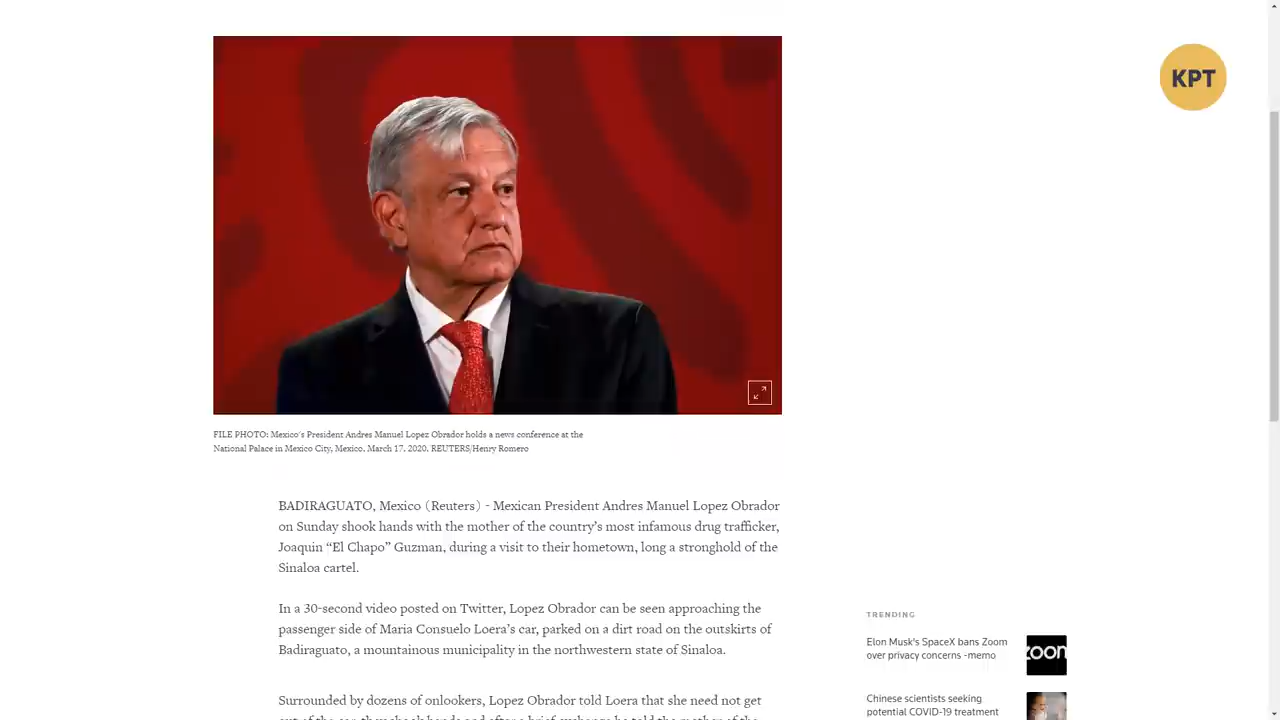 KPT
FILE PHOTO: Mexico's President Andres Manuel Lopez Obrador holds a news conference at the
National Palace in Mexico City, Mexico. March 17, 2020. REUTERS/Henry Romero
BADIRAGUATO, Mexico (Reuters) - Mexican President Andres Manuel Lopez Obrador
on Sunday shook hands with the mother of the country’s most infamous drug trafficker,
Joaquin “El Chapo” Guzman, during a visit to their hometown, long a stronghold of the
Sinaloa cartel.
In a 30-second video posted on Twitter, Lopez Obrador can be seen approaching the
passenger side of Maria Consuelo Loera’s car, parked on a dirt road on the outskirts of
Badiraguato, a mountainous municipality in the northwestern state of Sinaloa.
Surrounded by dozens of onlookers, Lopez Obrador told Loera that she need not get
TRENDING
Elon Musk's SpaceX bans Zoom
over privacy concerns -memo
zoom
Chinese scientists seeking
potential COVID-19 treatment